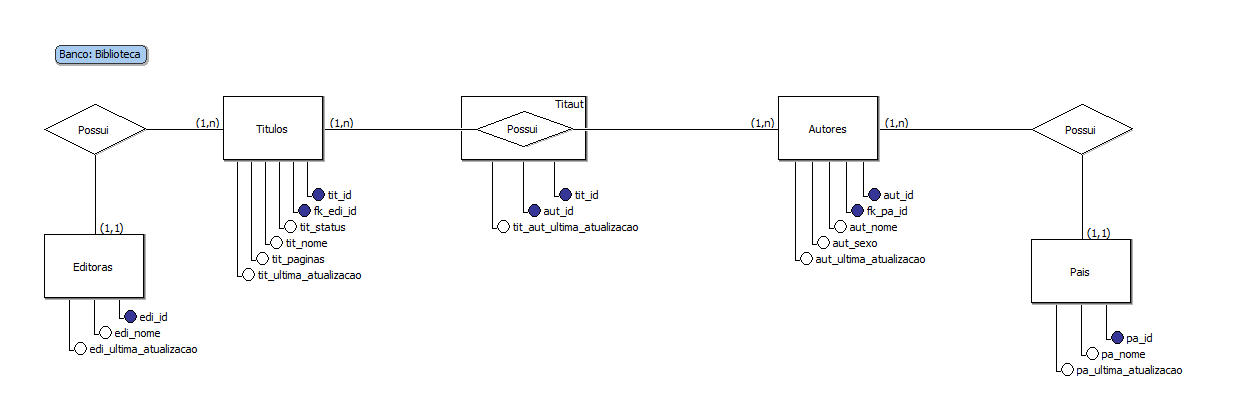 Banco: Biblioteca
Possui
(1,n)
Titulos
(1,n)
Titaut
Possui
(1,n)
Autores
(1,n)
Possui
tit_id
fk_edi_id
tit_status
tit_nome
tit_paginas
tit_ultima_atualizacao
tit_id
aut_id
tit_aut_ultima_atualizacao
aut_id
fk_pa_id
aut_nome
aut_sexo
aut_ultima_atualizacao
(1,1)
Editoras
edi_id
edi_nome
edi_ultima_atualizacao
(1,1)
Pais
pa_id
pa_nome
pa_ultima_atualizacao